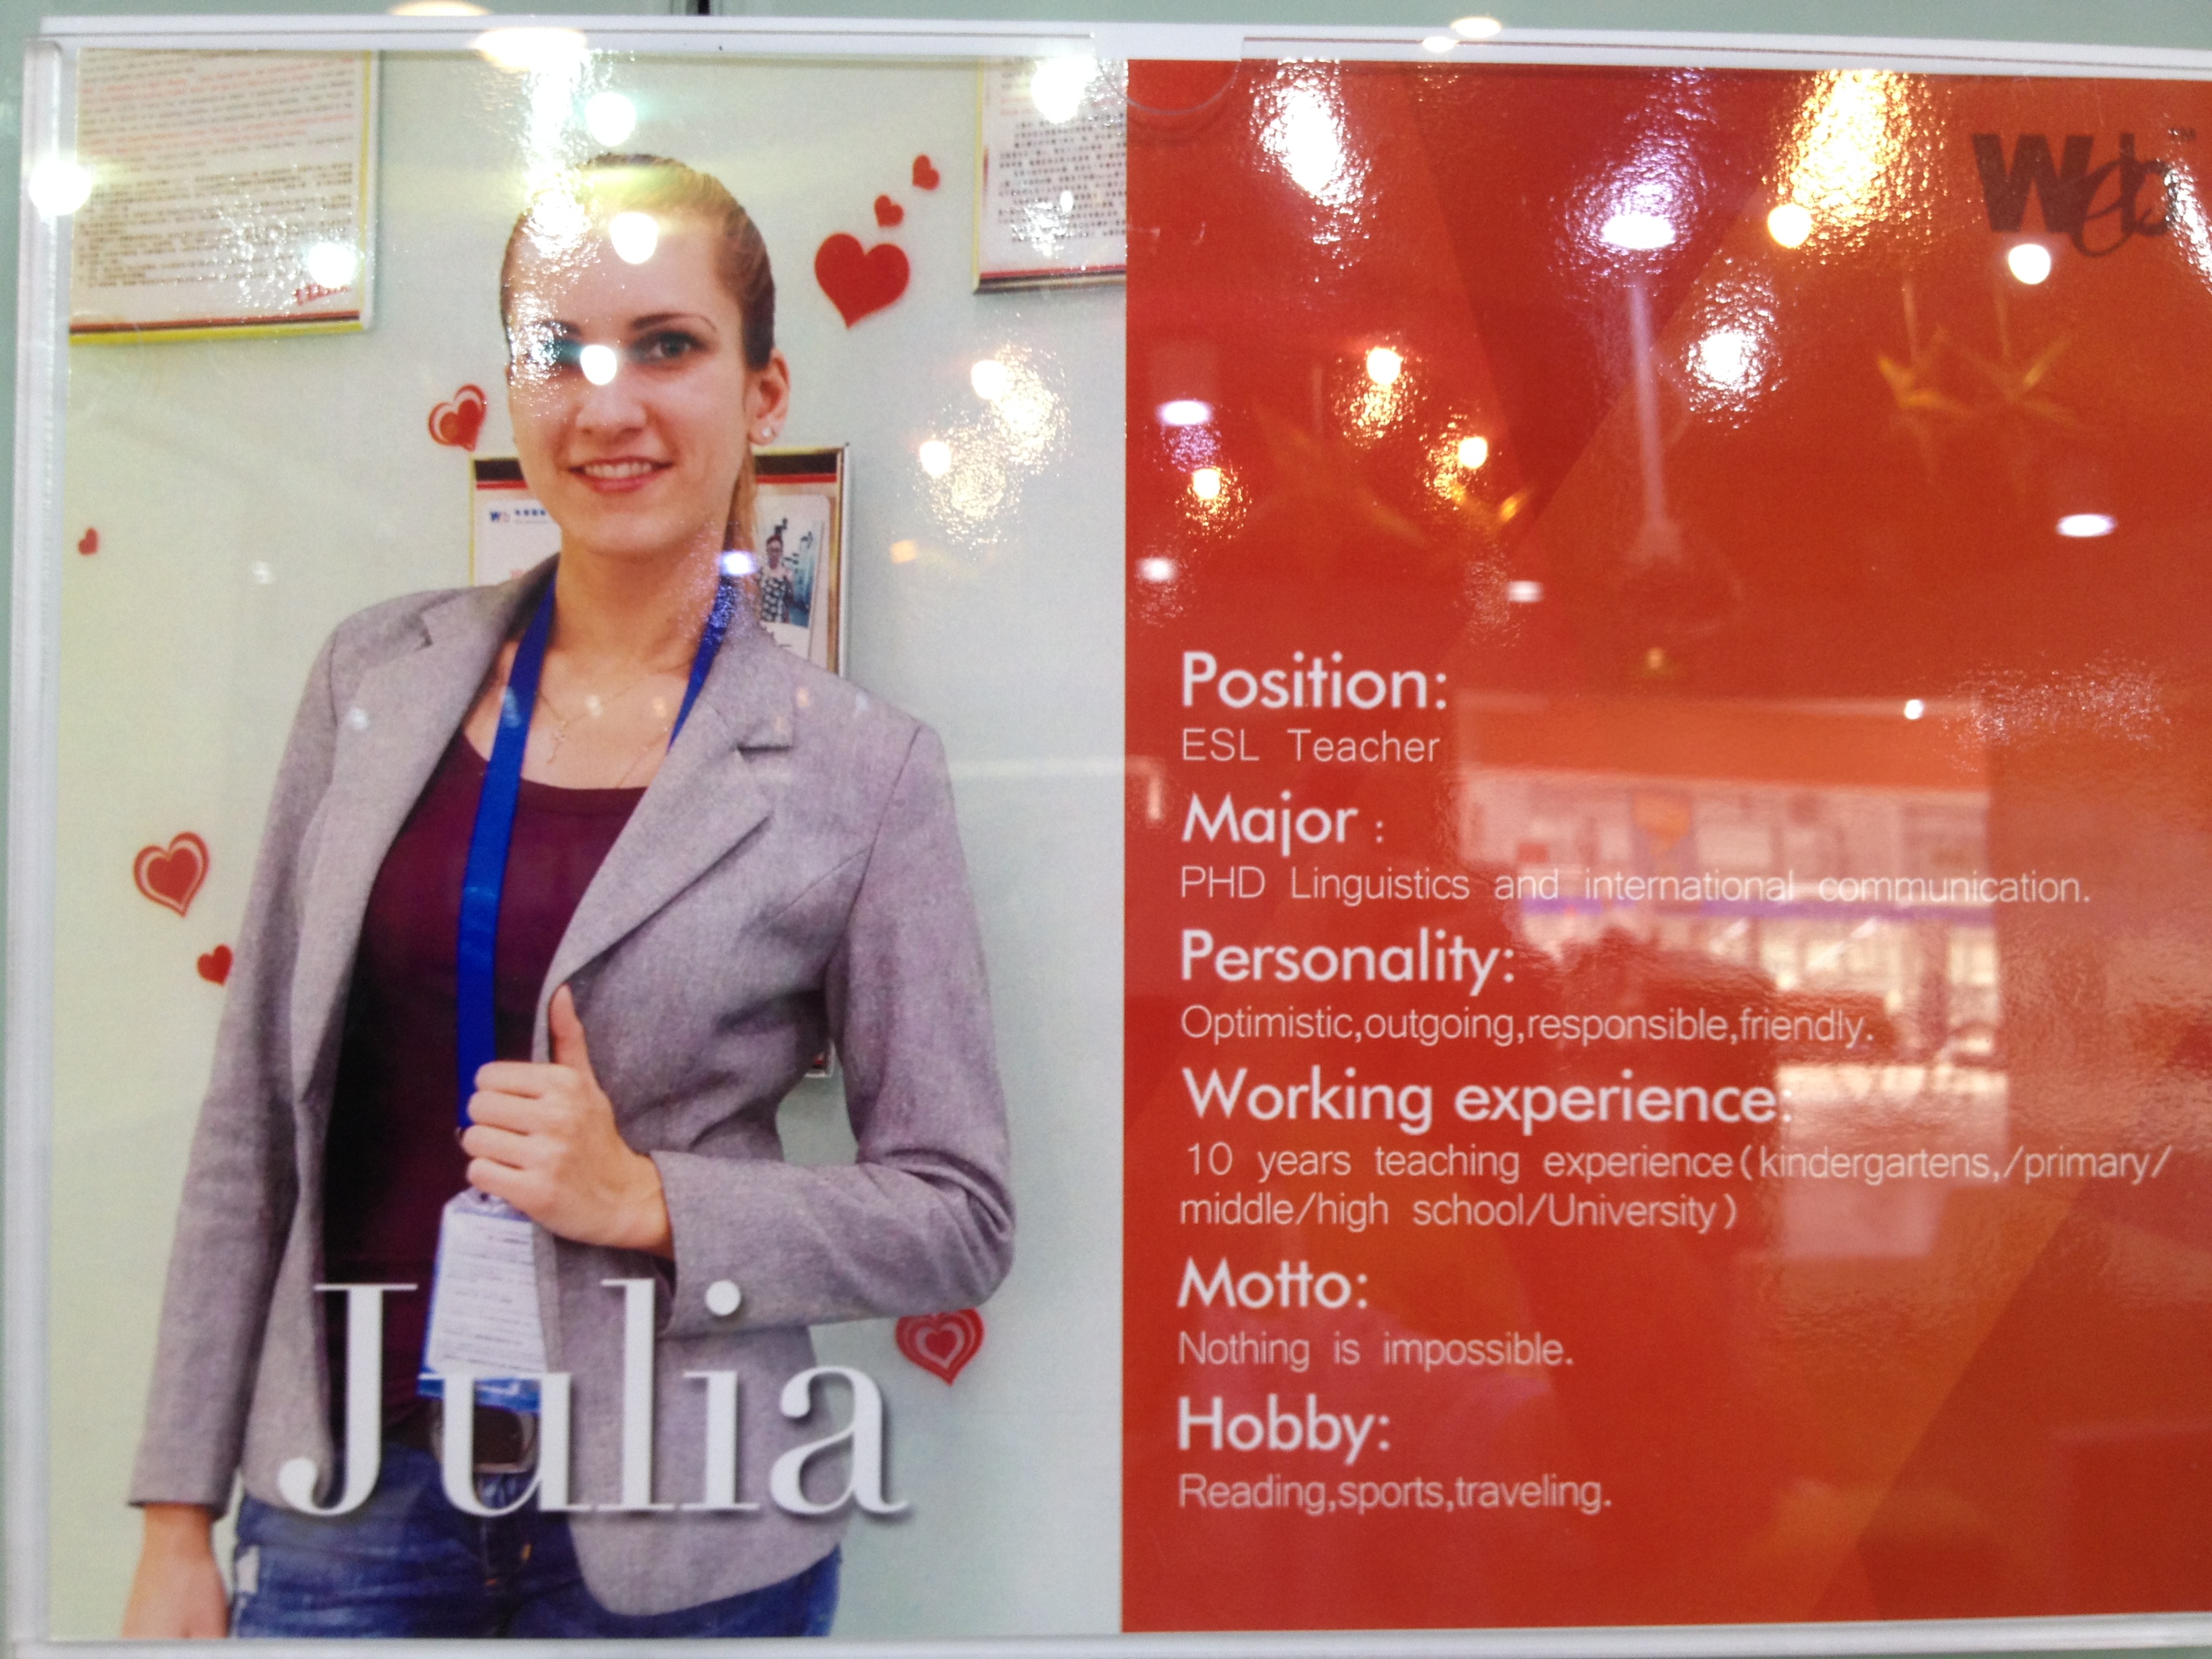 Web™
Julia
Position:
ESL Teacher
Major :
PHD Linguistics and international communication.
Personality:
Optimistic,outgoing,responsible,friendly.
Working experience:
10 years teaching experience(kindergartens,/primary/
middle/high school/University)
Motto:
Nothing is impossible.
Hobby:
Reading,sports,traveling.